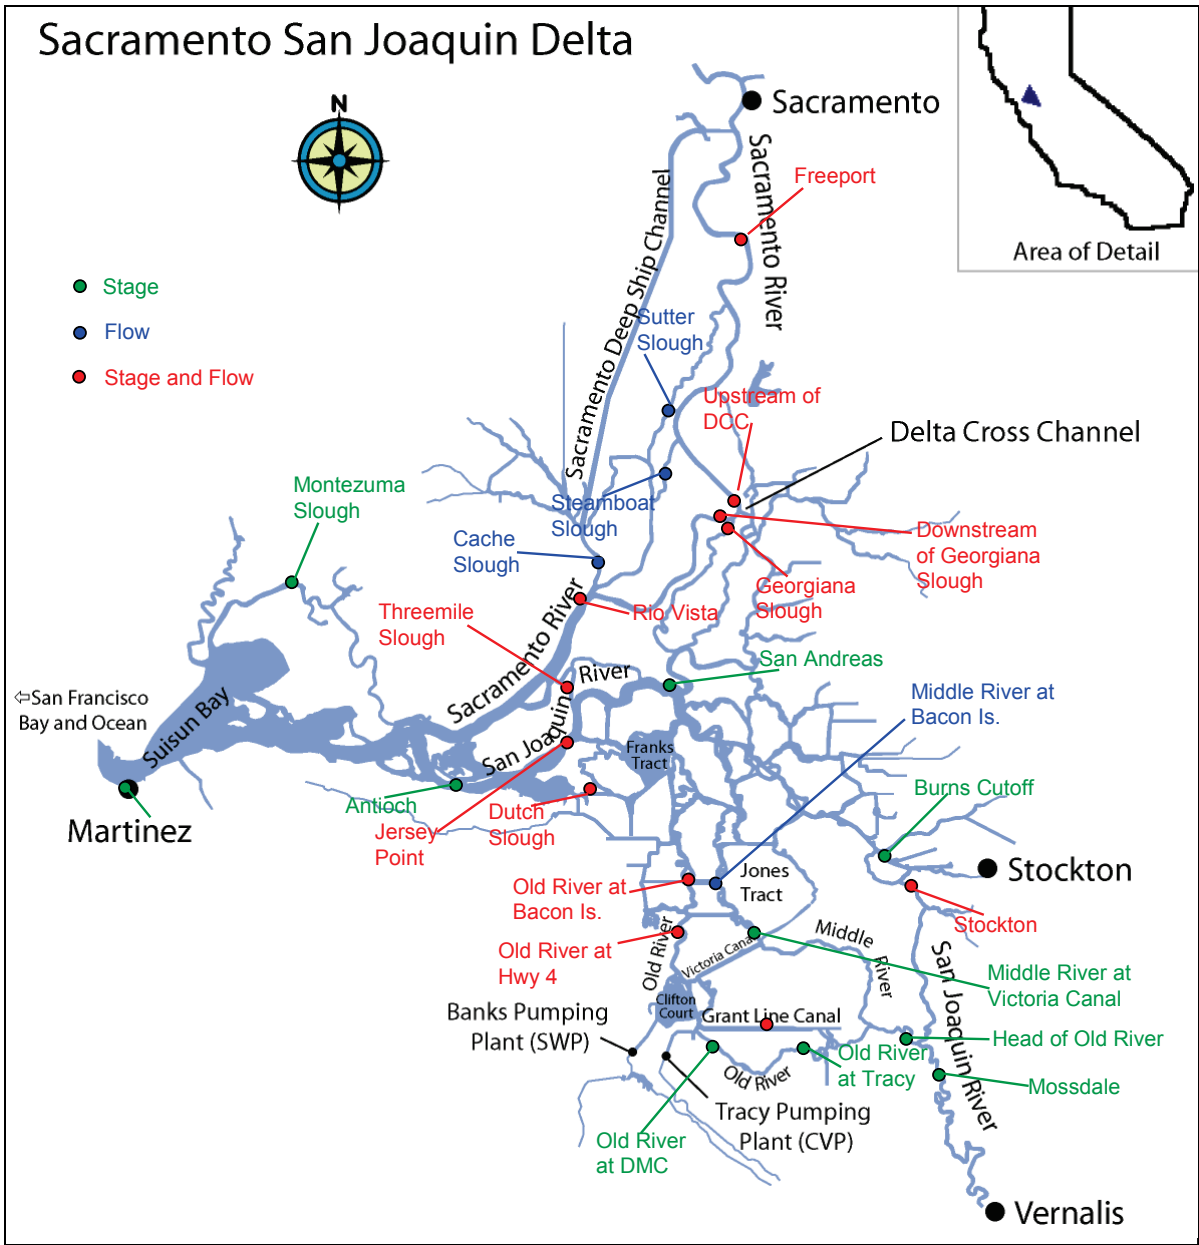 Sacramento San Joaquin Delta
N
Sacramento
Sacramento River
Freeport
Area of Detail
Sacramento Deep Ship Channel
Stage
Flow
Stage and Flow
Sutter
Slough
Upstream of
DCC
Delta Cross Channel
Montezuma
Slough
Steamboat
Slough
Cache
Slough
Downstream
of Georgiana
Slough
Georgiana
Slough
Threemile
Slough
Rio Vista
Sacramento River
San Andreas
⇦San Francisco
Bay and Ocean
Suisun Bay
San Joaquin
River
Middle River at
Bacon Is.
Franks
Tract
Martinez
Antioch
Jersey
Point
Dutch
Slough
Burns Cutoff
Stockton
Jones
Tract
Old River at
Bacon Is.
Stockton
Old River at
Hwy 4
Old River
Victoria Canal
Middle
River
San Joaquin River
Middle River at
Victoria Canal
Clifton
Court
Grant Line Canal
Banks Pumping
Plant (SWP)
Head of Old River
Old River
at Tracy
Old River
Mossdale
Tracy Pumping
Plant (CVP)
Old River
at DMC
Vernalis